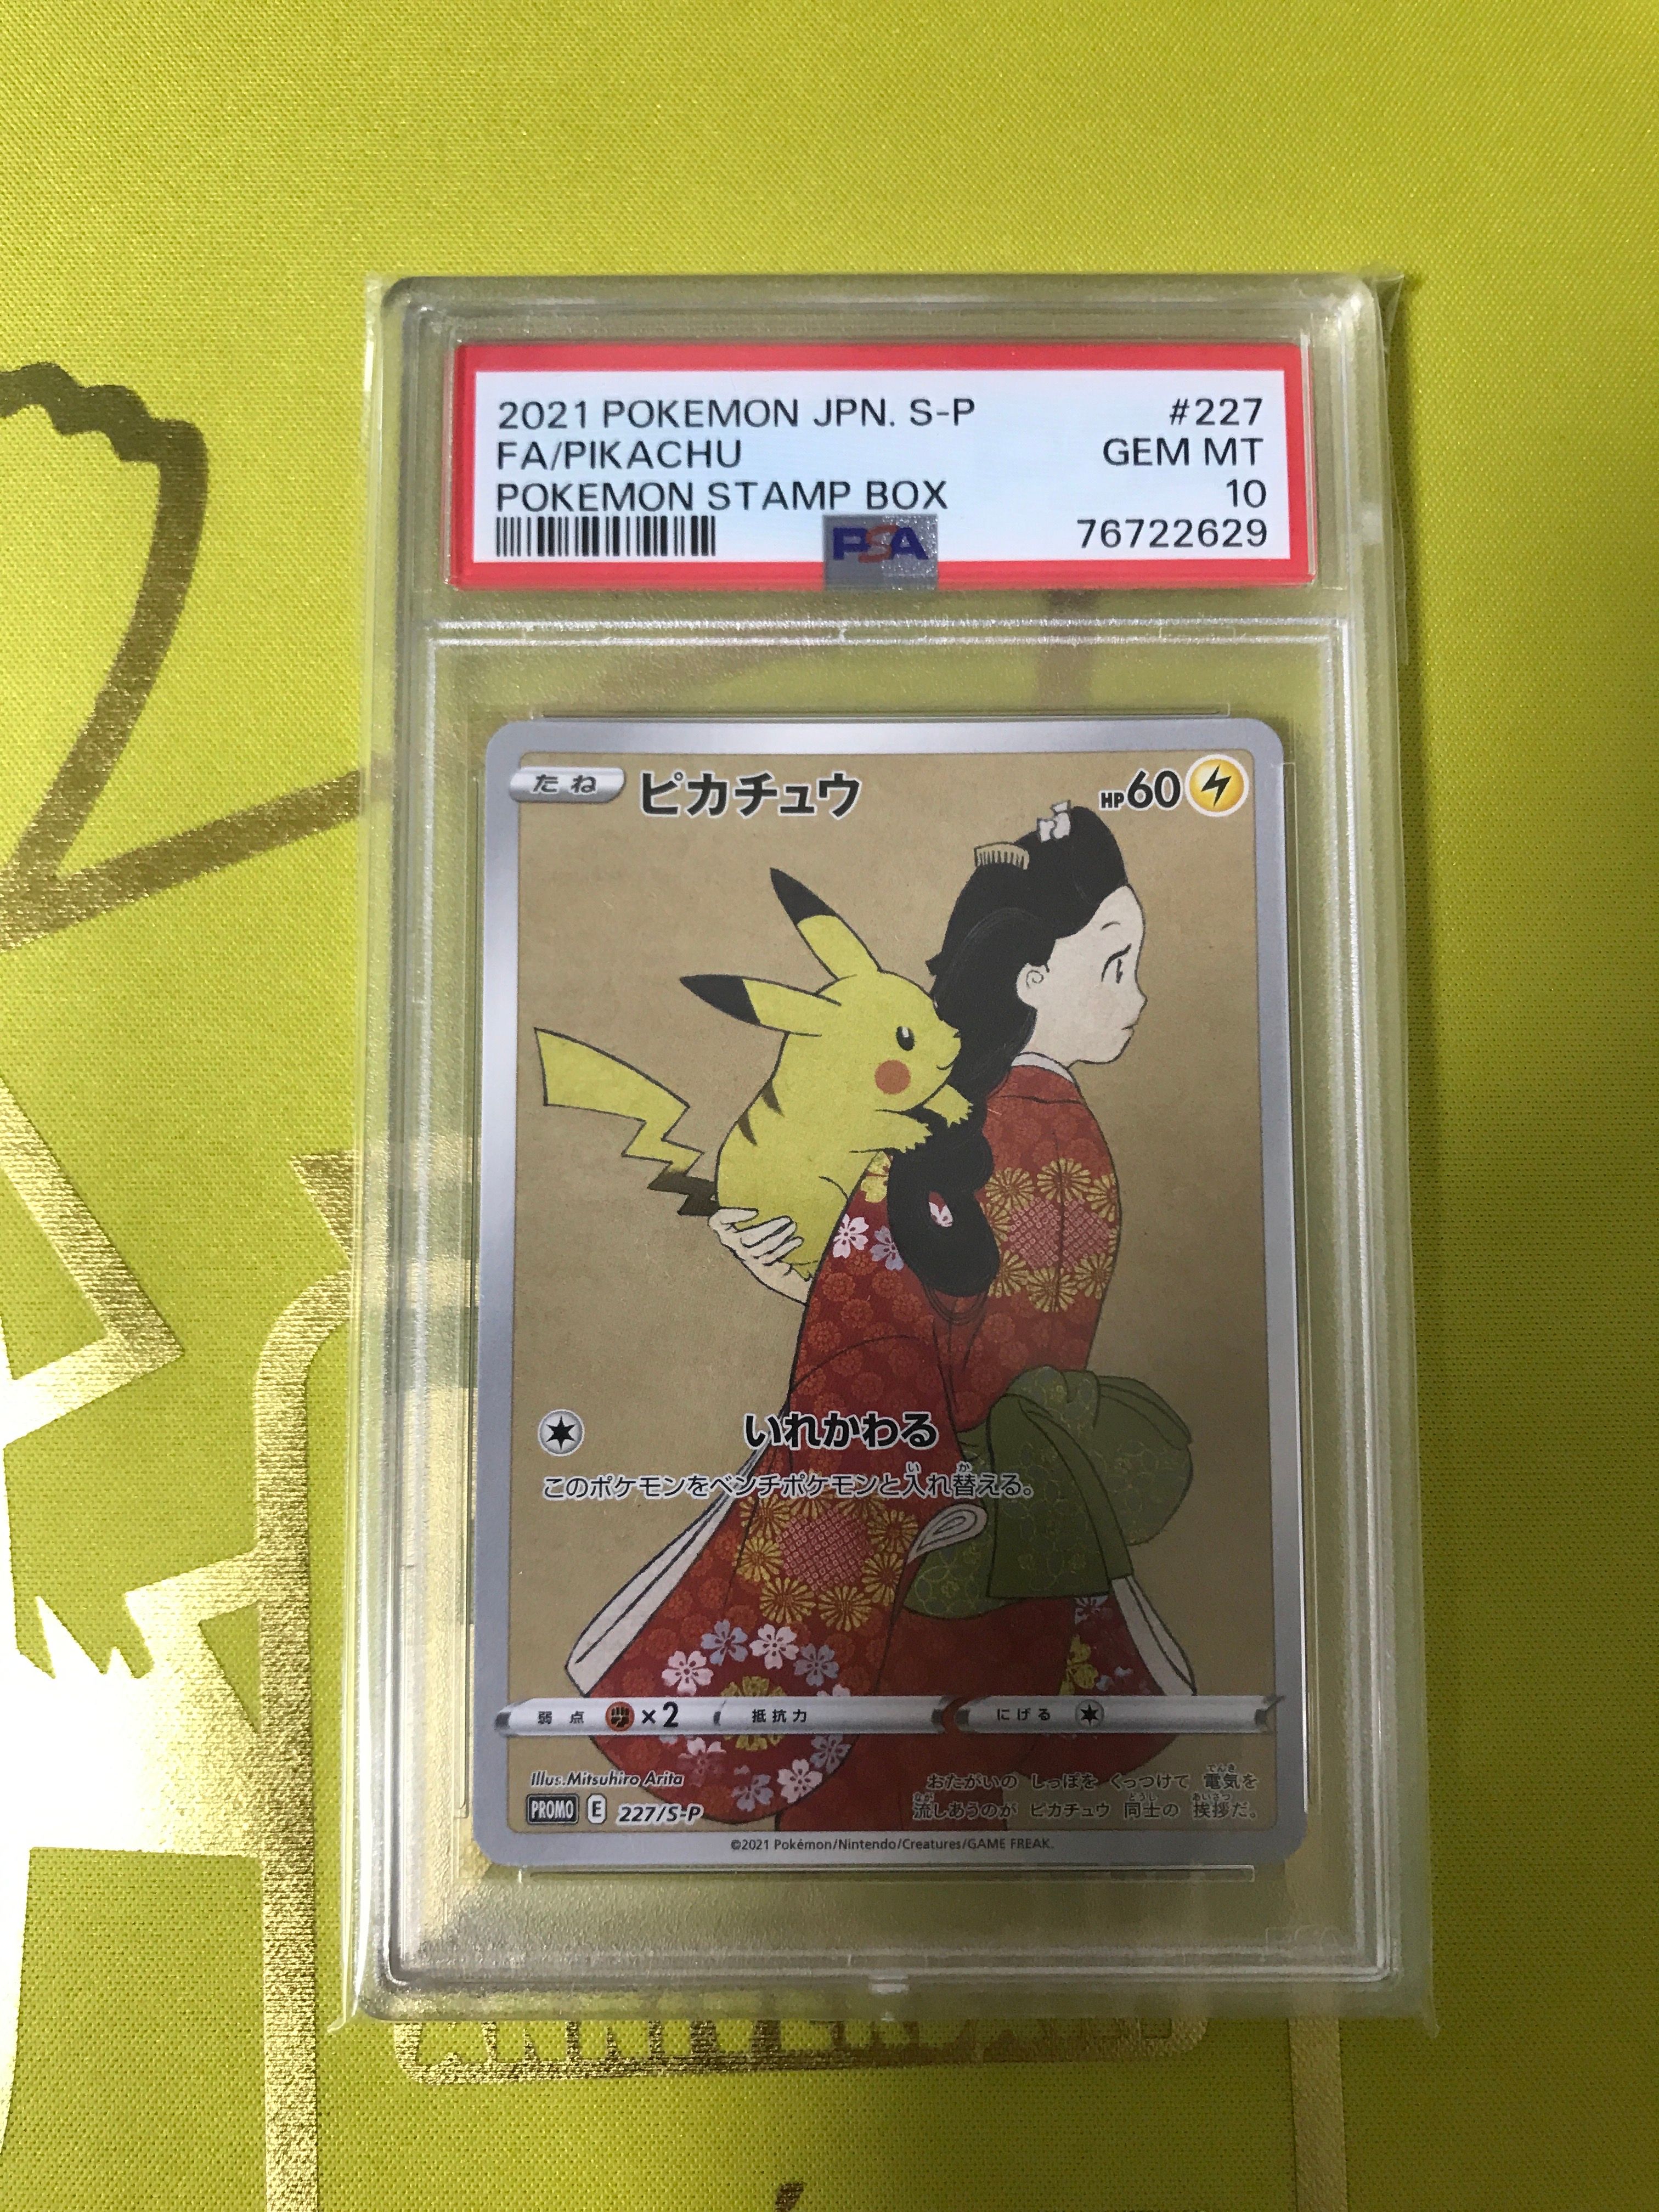 2021 POKEMON JPN. S-P #227
FA/PIKACHU GEM MT
POKEMON STAMP BOX 10
PSA 76722629
たね ピカチュウ HP60
いれかわる
このポケモンをベンチポケモンと入れ替える。
弱点 ×2 抵抗力 にげる
Illus.Mitsuhiro Arita
おたがいの しっぽを くっつけて 電気を
流しあうのが ピカチュウ 同士の 挨拶だ。
PROMO E 227/S-P
©2021 Pokémon/Nintendo/Creatures/GAME FREAK.
PSA